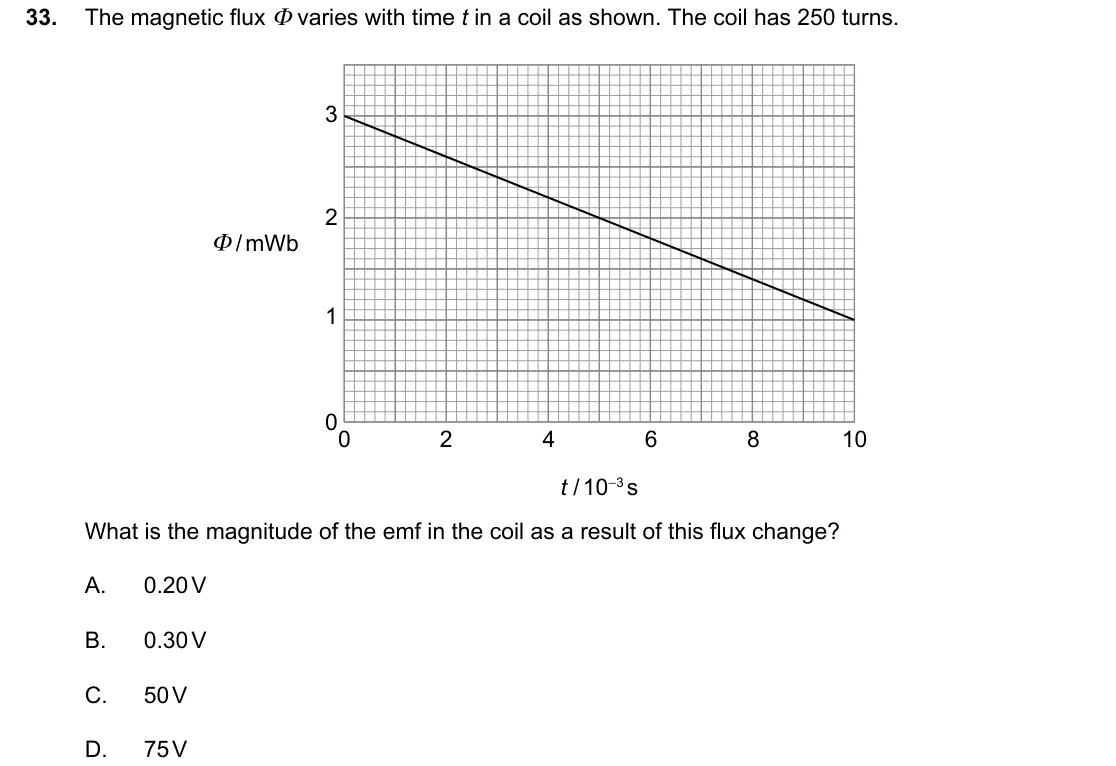 33. The magnetic flux Φ varies with time t in a coil as shown. The coil has 250 turns.
3
2
Φ / mWb
1
0
0 2 4 6 8 10
t / 10⁻³ s
What is the magnitude of the emf in the coil as a result of this flux change?
A. 0.20 V
B. 0.30 V
C. 50 V
D. 75 V